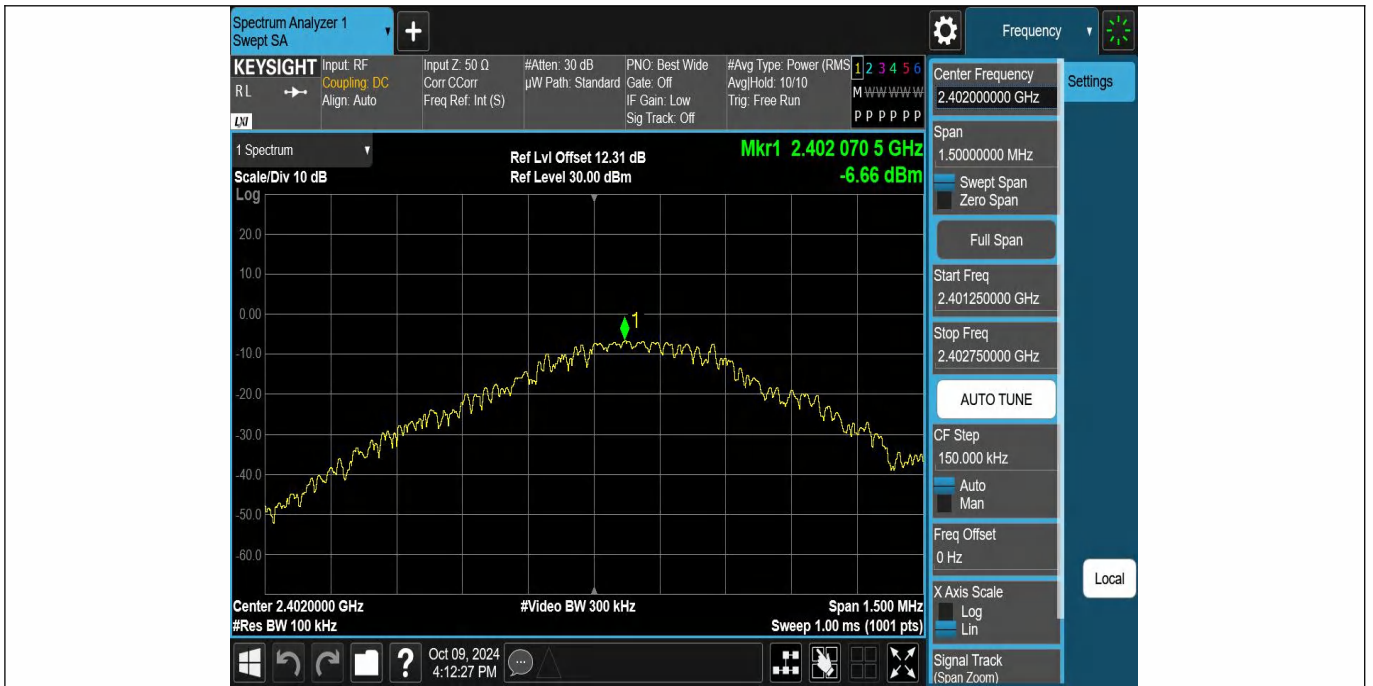 Spectrum Analyzer 1
Swept SA
Frequency
KEYSIGHT
RL
LXI
Input: RF
Coupling: DC
Align: Auto
Input Z: 50 Ω
Corr CCorr
Freq Ref: Int (S)
#Atten: 30 dB
µW Path: Standard
PNO: Best Wide
Gate: Off
IF Gain: Low
Sig Track: Off
#Avg Type: Power (RMS
Avg|Hold: 10/10
Trig: Free Run
1 2 3 4 5 6
M W W W W W
P P P P P P
1 Spectrum
Scale/Div 10 dB
Log
Ref Lvl Offset 12.31 dB
Ref Level 30.00 dBm
Mkr1 2.402 070 5 GHz
-6.66 dBm
20.0
10.0
0.00
-10.0
-20.0
-30.0
-40.0
-50.0
-60.0
1
Center 2.4020000 GHz
#Res BW 100 kHz
#Video BW 300 kHz
Span 1.500 MHz
Sweep 1.00 ms (1001 pts)
Oct 09, 2024
4:12:27 PM
Center Frequency
2.402000000 GHz
Settings
Span
1.50000000 MHz
Swept Span
Zero Span
Full Span
Start Freq
2.401250000 GHz
Stop Freq
2.402750000 GHz
AUTO TUNE
CF Step
150.000 kHz
Auto
Man
Freq Offset
0 Hz
X Axis Scale
Log
Lin
Signal Track
(Span Zoom)
Local